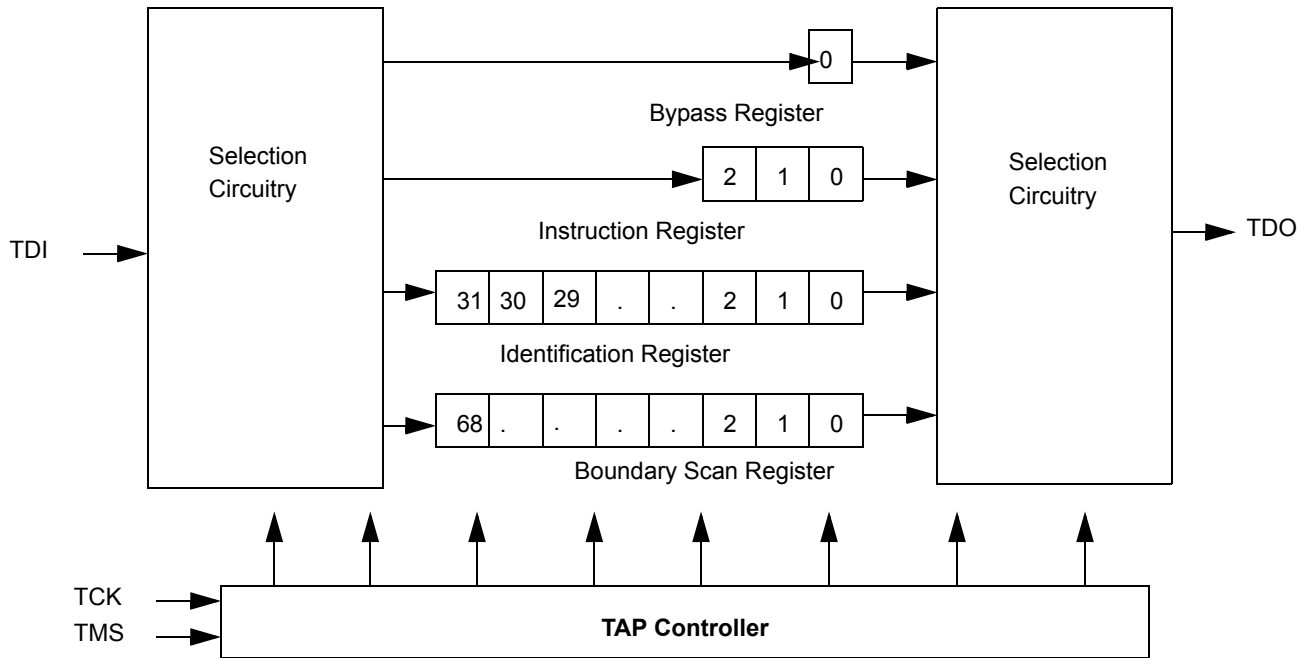 0
Bypass Register
Selection
Circuitry
Selection
Circuitry
2 1 0
Instruction Register
TDI
TDO
31 30 29 . . 2 1 0
Identification Register
68 . . . . 2 1 0
Boundary Scan Register
TCK
TMS
TAP Controller